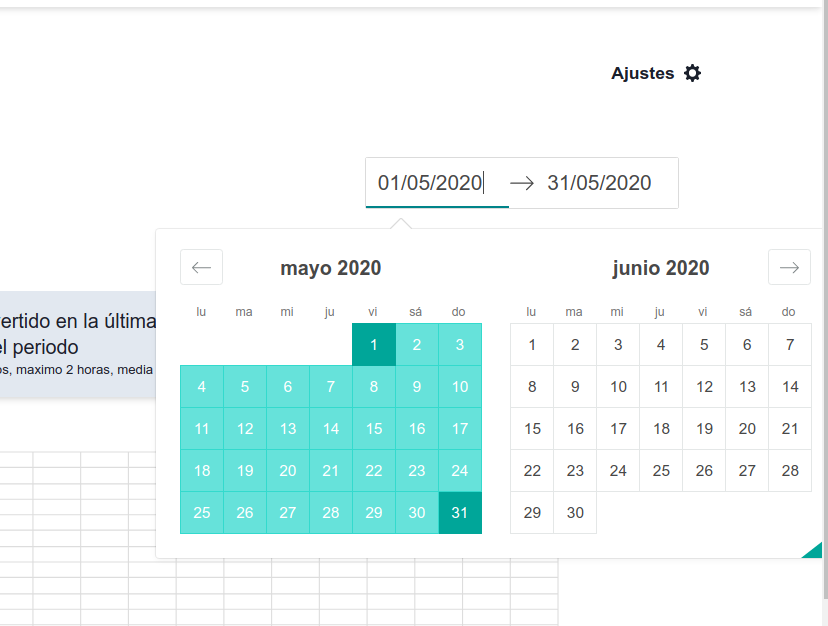 Ajustes
01/05/2020 31/05/2020
mayo 2020
lu ma mi ju vi sá do
1 2 3
4 5 6 7 8 9 10
11 12 13 14 15 16 17
18 19 20 21 22 23 24
25 26 27 28 29 30 31
junio 2020
lu ma mi ju vi sá do
1 2 3 4 5 6 7
8 9 10 11 12 13 14
15 16 17 18 19 20 21
22 23 24 25 26 27 28
29 30
ertido en la última
el periodo
os, maximo 2 horas, media